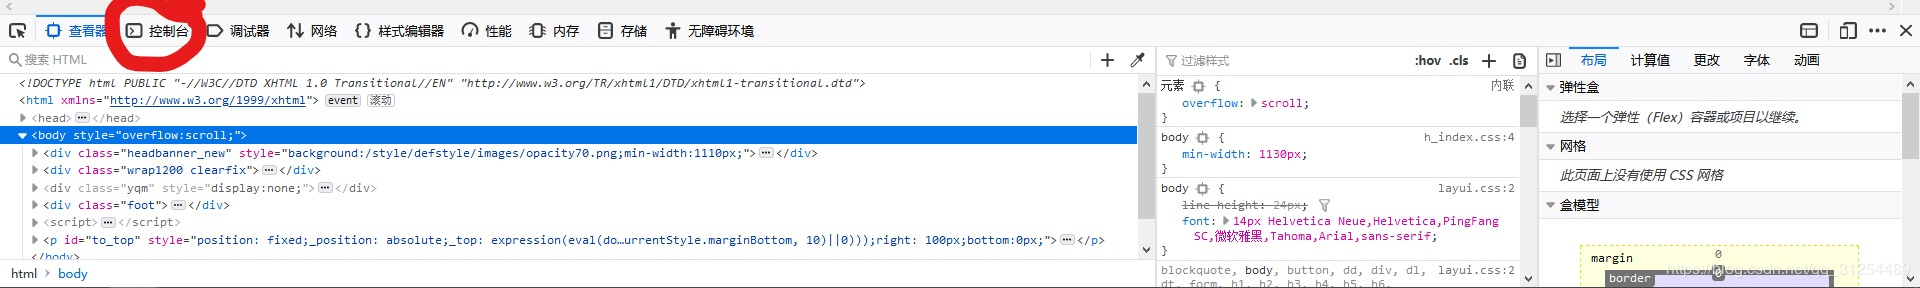 查看器 控制台 调试器 网络 {} 样式编辑器 性能 内存 存储 无障碍环境
搜索 HTML
<!DOCTYPE html PUBLIC "-//W3C//DTD XHTML 1.0 Transitional//EN" "http://www.w3.org/TR/xhtml1/DTD/xhtml1-transitional.dtd">
<html xmlns="http://www.w3.org/1999/xhtml"> event 滚动
<head> ··· </head>
<body style="overflow:scroll;">
<div class="headbanner_new" style="background:/style/defstyle/images/opacity70.png;min-width:1110px;"> ··· </div>
<div class="wrap1200 clearfix"> ··· </div>
<div class="yqm" style="display:none;"> ··· </div>
<div class="foot"> ··· </div>
<script> ··· </script>
<p id="to_top" style="position: fixed;_position: absolute;_top: expression(eval(do…urrentStyle.marginBottom, 10)||0)));right: 100px;bottom:0px;"> ··· </p>
</body>
html > body
过滤样式 :hov .cls +
元素 { 内联
overflow: scroll;
}
body { h_index.css:4
min-width: 1130px;
}
body { layui.css:2
line-height: 24px;
font: 14px Helvetica Neue,Helvetica,PingFang
SC,微软雅黑,Tahoma,Arial,sans-serif;
}
blockquote, body, button, dd, div, dl, layui.css:2
dt, form, h1, h2, h3, h4, h5, h6,
布局 计算值 更改 字体 动画
弹性盒
选择一个弹性（Flex）容器或项目以继续。
网格
此页面上没有使用 CSS 网格
盒模型
margin 0
border 0
https://blog.csdn.net/qq_31254489